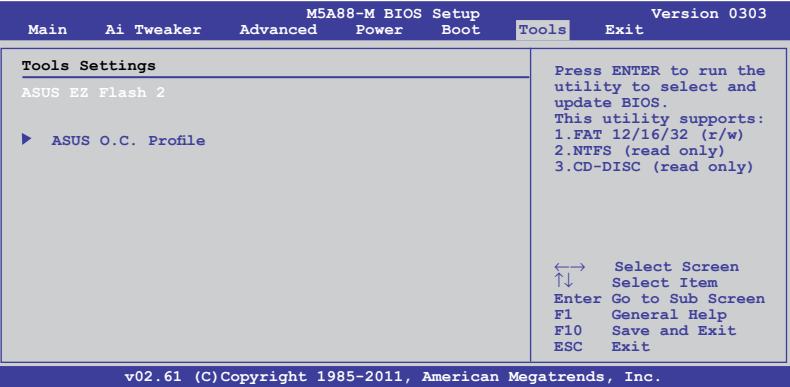 M5A88-M BIOS Setup Version 0303
Main Ai Tweaker Advanced Power Boot Tools Exit
Tools Settings
ASUS EZ Flash 2
ASUS O.C. Profile
Press ENTER to run the
utility to select and
update BIOS.
This utility supports:
1.FAT 12/16/32 (r/w)
2.NTFS (read only)
3.CD-DISC (read only)
←→ Select Screen
↑↓ Select Item
Enter Go to Sub Screen
F1 General Help
F10 Save and Exit
ESC Exit
v02.61 (C)Copyright 1985-2011, American Megatrends, Inc.